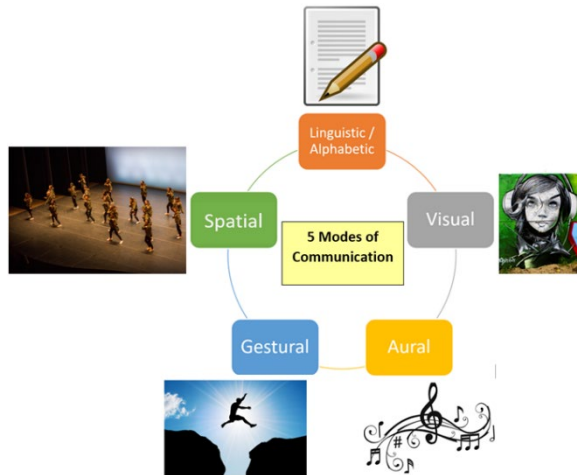 Linguistic /
Alphabetic
Spatial
Visual
5 Modes of
Communication
Gestural
Aural